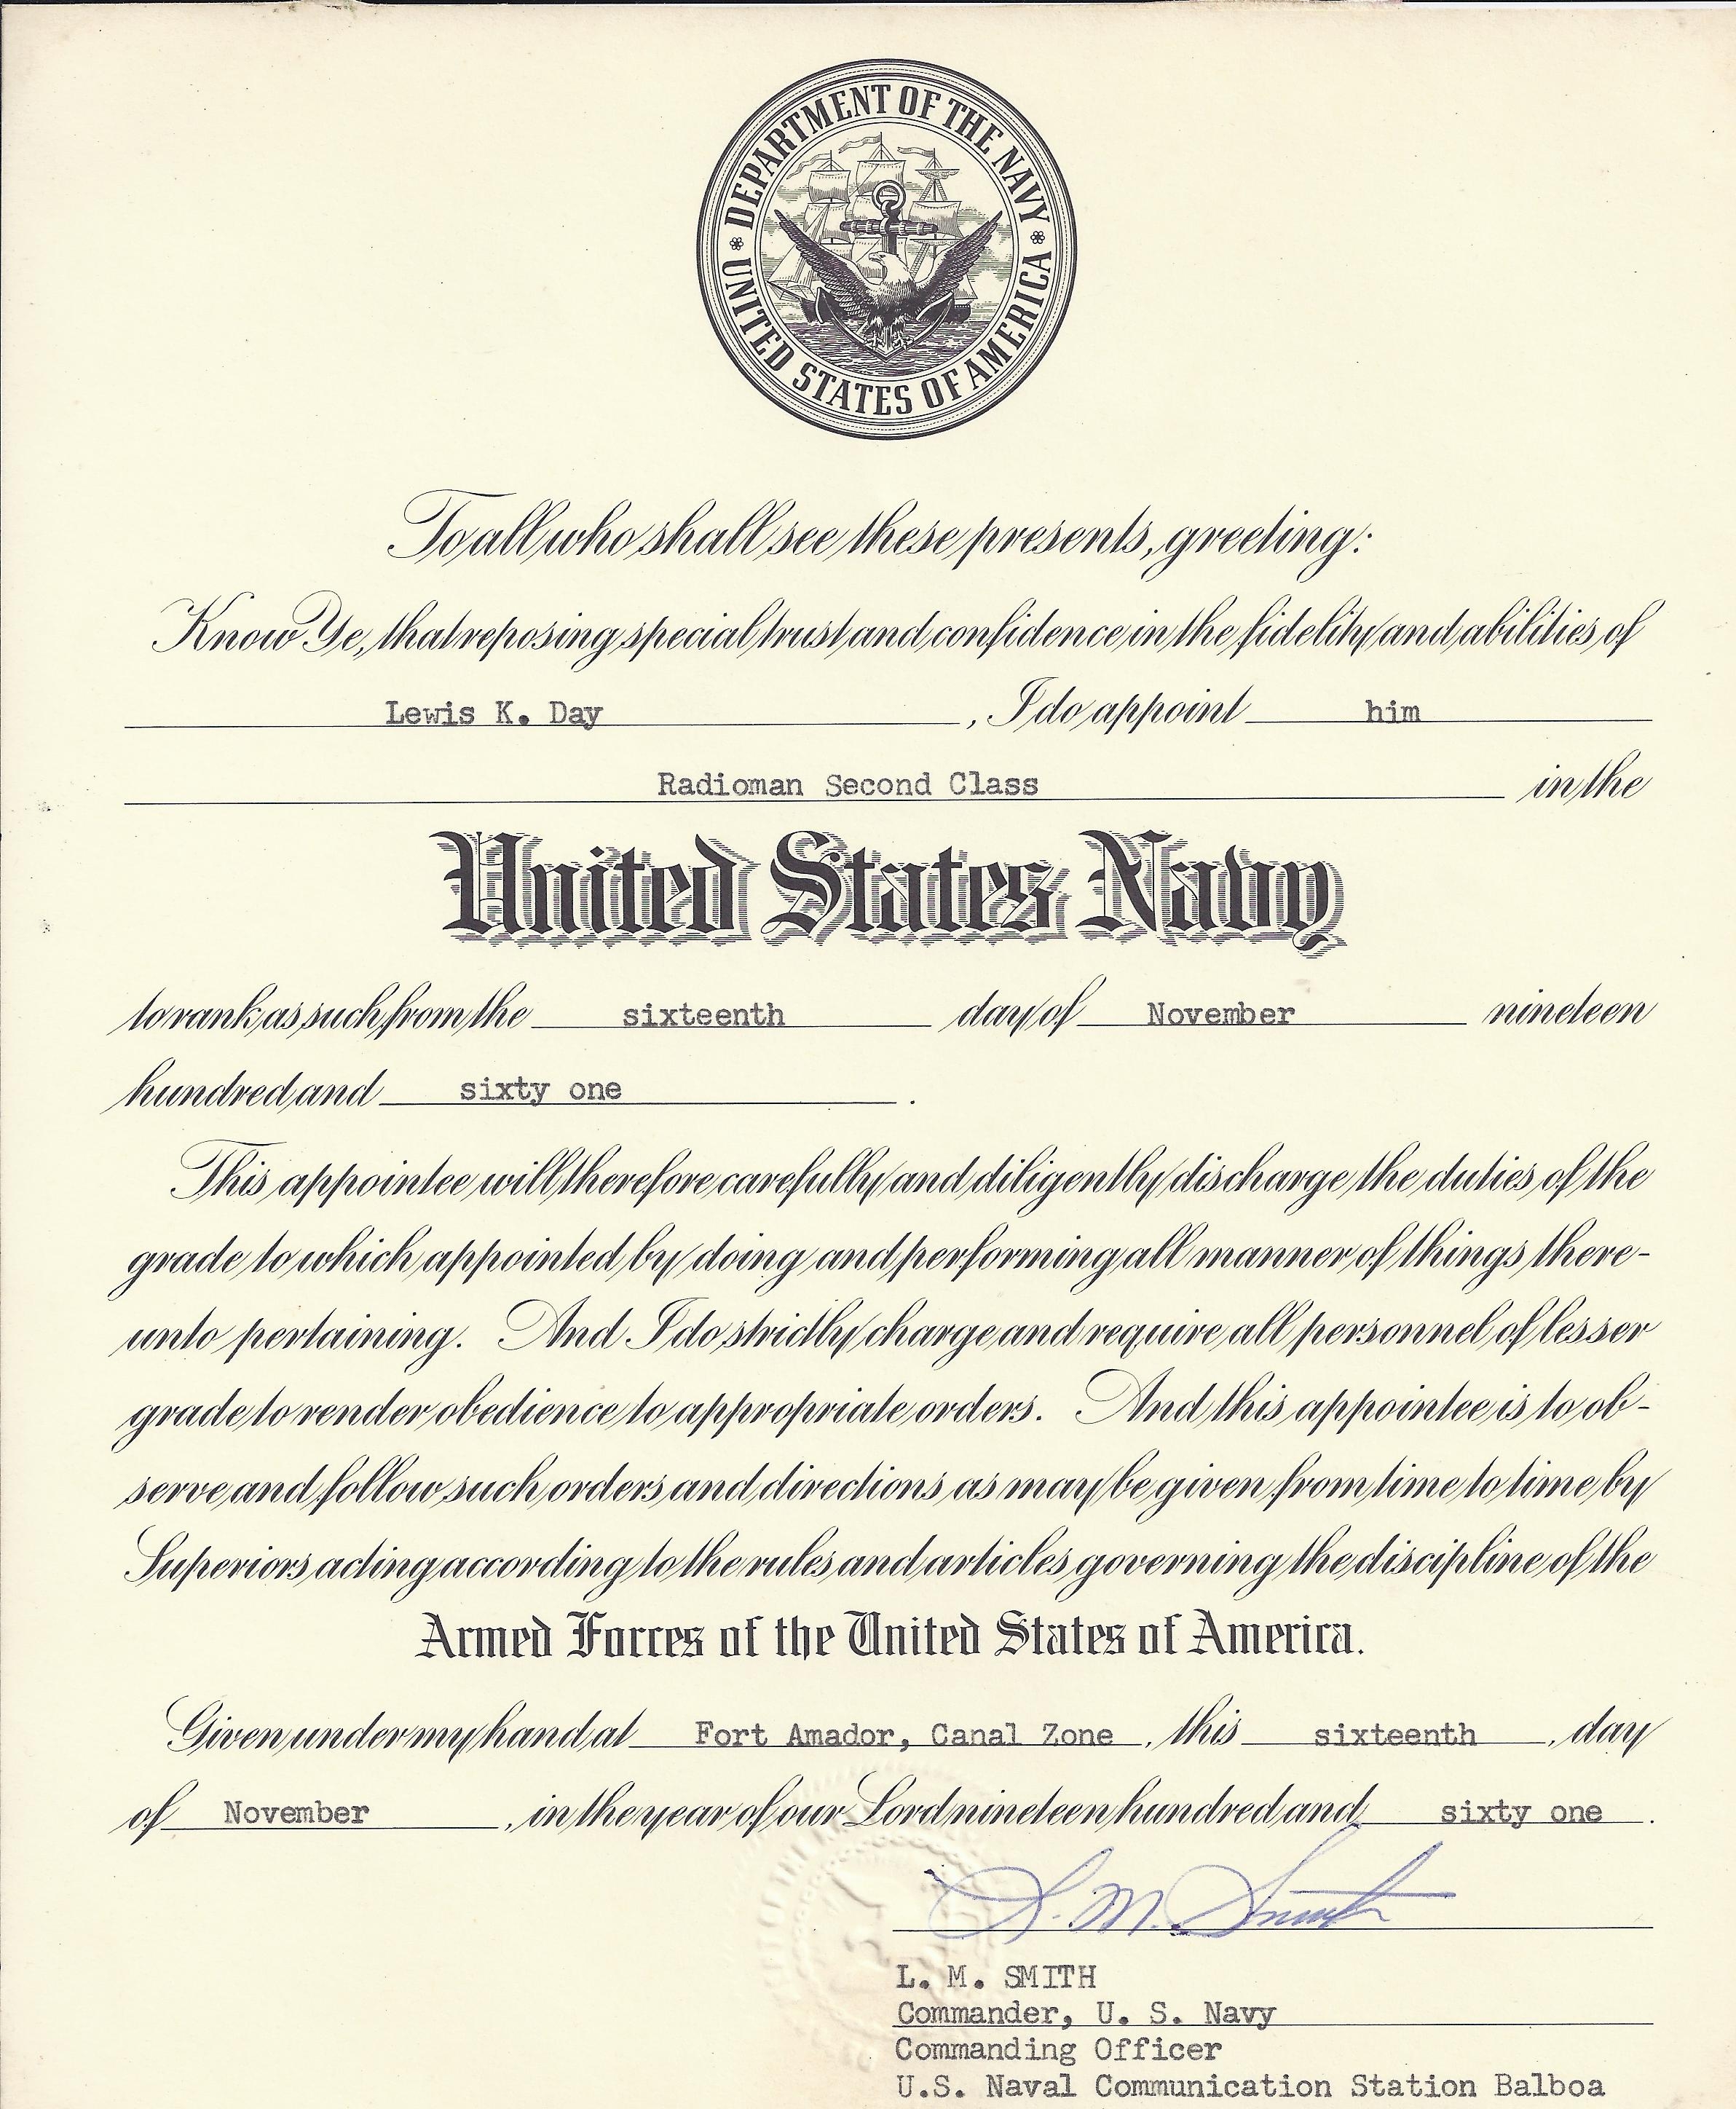 DEPARTMENT OF THE NAVY
UNITED STATES OF AMERICA
To all who shall see these presents, greeting:
Know Ye, that reposing special trust and confidence in the fidelity and abilities of
Lewis K. Day, I do appoint him
Radioman Second Class in the
United States Navy
to rank as such from the sixteenth day of November nineteen
hundred and sixty one.
This appointee will therefore carefully and diligently discharge the duties of the
grade to which appointed by doing and performing all manner of things there-
unto pertaining. And I do strictly charge and require all personnel of lesser
grade to render obedience to appropriate orders. And this appointee is to ob-
serve and follow such orders and directions as may be given from time to time by
Superiors acting according to the rules and articles governing the discipline of the
Armed Forces of the United States of America.
Given under my hand at Fort Amador, Canal Zone, this sixteenth, day
of November, in the year of our Lord nineteen hundred and sixty one.
L. M. Smith
L. M. SMITH
Commander, U. S. Navy
Commanding Officer
U.S. Naval Communication Station Balboa